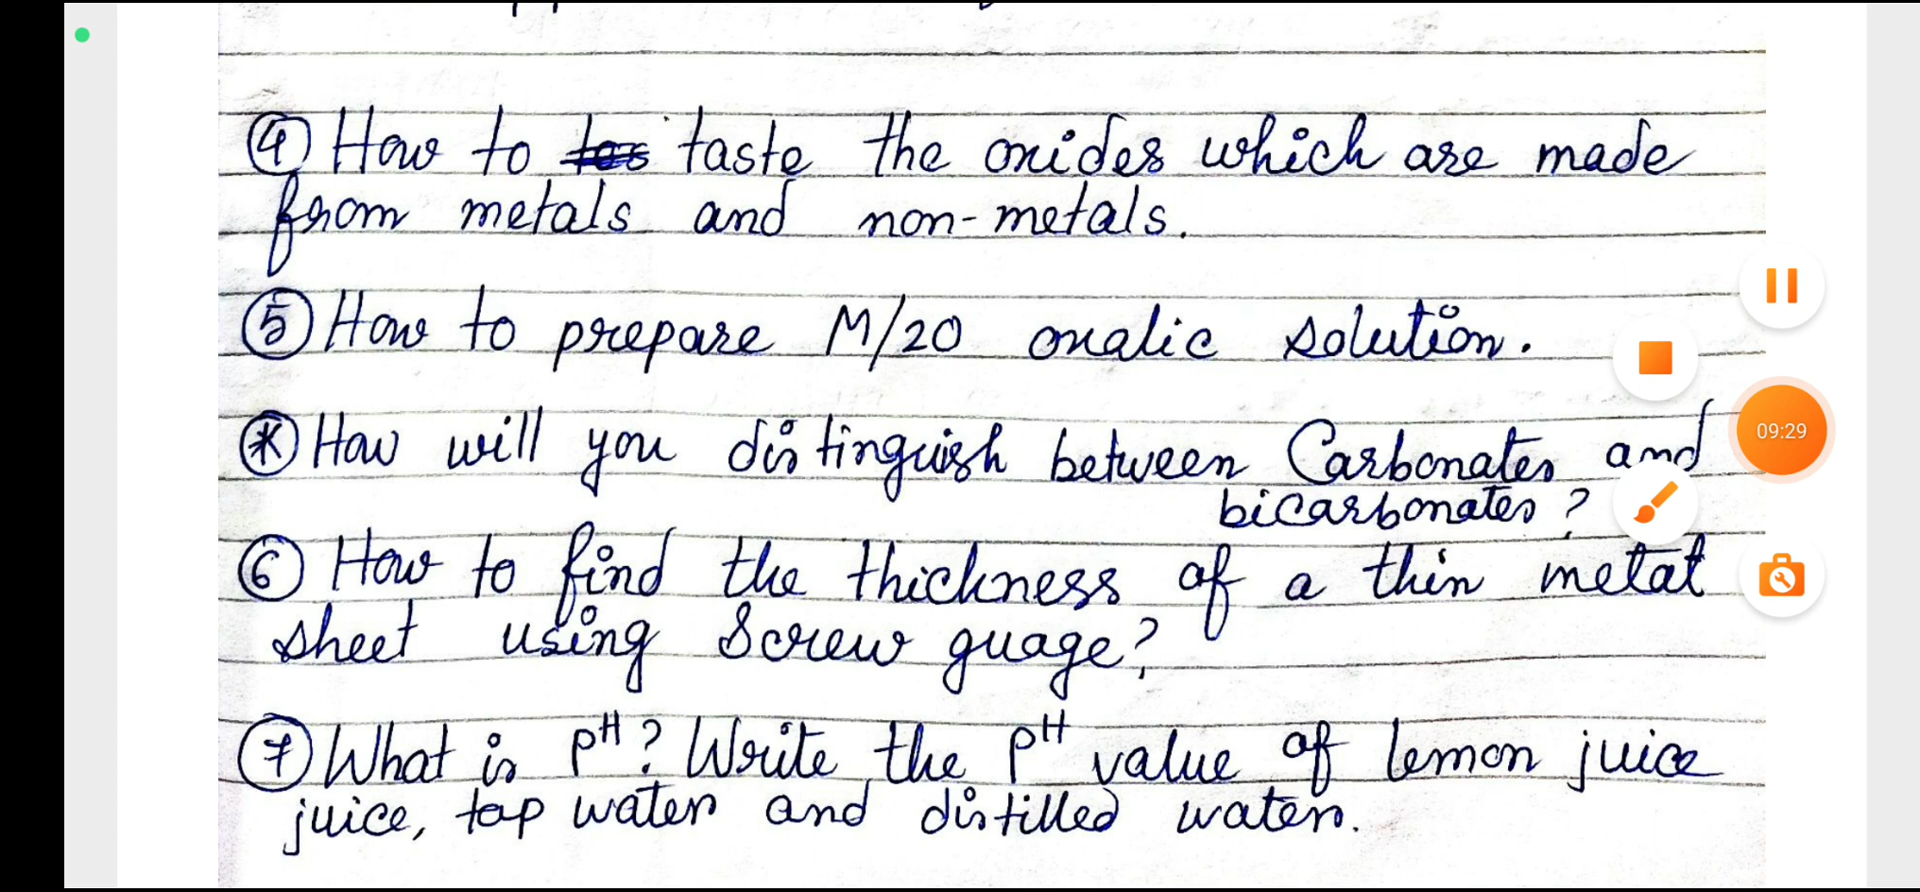 ④ How to taste the oxides which are made
from metals and non-metals.
⑤ How to prepare M/20 oxalic solution.
* How will you distinguish between Carbonates and
bicarbonates?
⑥ How to find the thickness of a thin metat
sheet using Screw guage?
⑦ What is pH? Write the pH value of lemon juice
juice, tap water and distilled water.
09:29